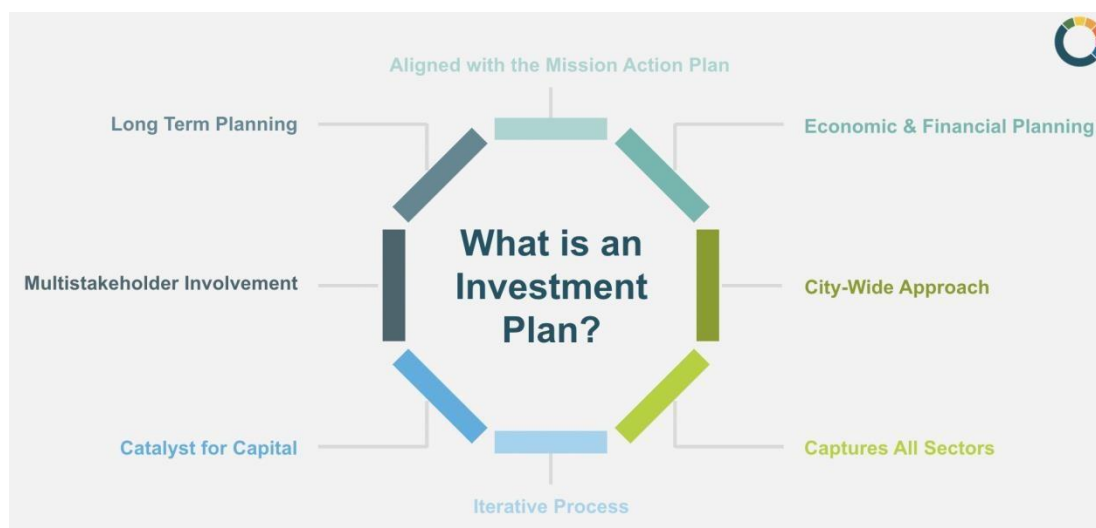 Aligned with the Mission Action Plan
Long Term Planning
Economic & Financial Planning
What is an
Investment
Plan?
Multistakeholder Involvement
City-Wide Approach
Catalyst for Capital
Captures All Sectors
Iterative Process